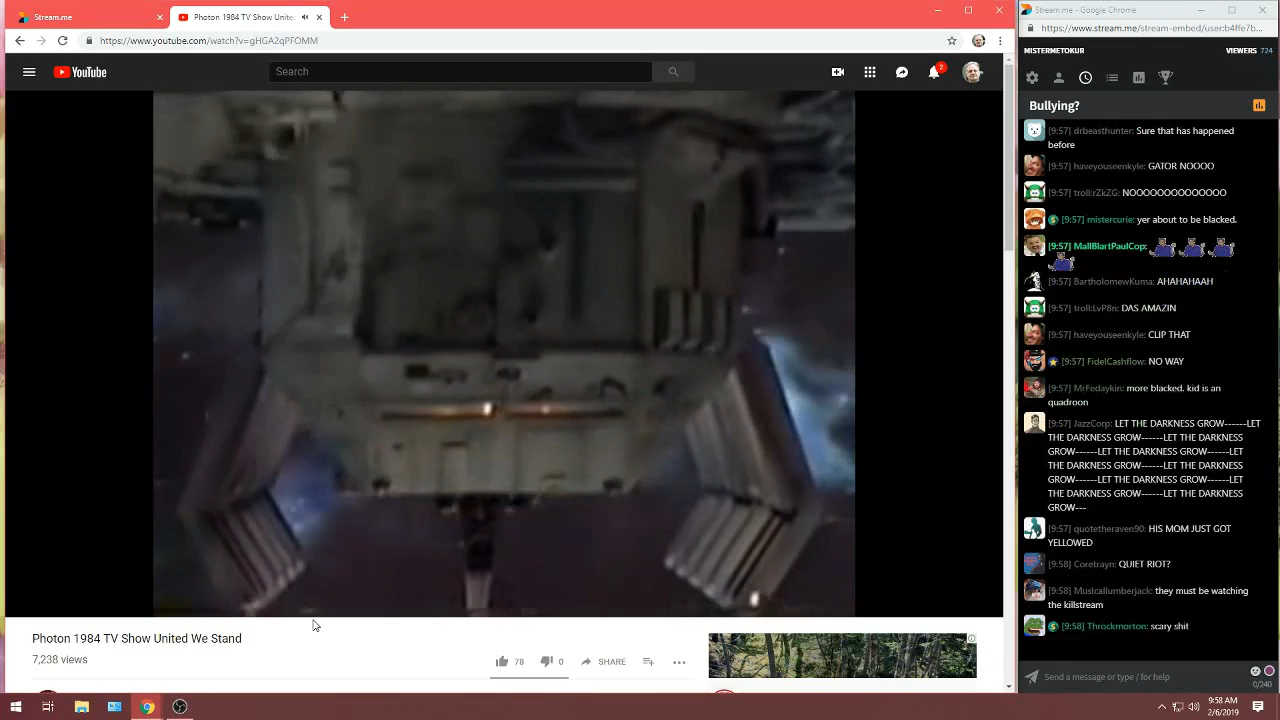 Stream.me
Photon 1984 TV Show Unite
https://www.youtube.com/watch?v=gHGA2qPFOMM
YouTube
Search
2
Photon 1984 TV Show United We Stand
7,238 views
78
0
SHARE
Stream.me - Google Chrome
https://www.stream.me/stream-embed/user:b4ffe7b...
MISTERMETOKUR
VIEWERS 724
Bullying?
[9:57] drbeasthunter: Sure that has happened
before
[9:57] haveyouseenkyle: GATOR NOOOO
[9:57] troll:rZkZG: NOOOOOOOOOOOOOO
[9:57] mistercurie: yer about to be blacked.
[9:57] MallBlartPaulCop:
[9:57] BartholomewKuma: AHAHAHAAH
[9:57] troll:LvP8n: DAS AMAZIN
[9:57] haveyouseenkyle: CLIP THAT
[9:57] FidelCashflow: NO WAY
[9:57] MrFedaykin: more blacked. kid is an
quadroon
[9:57] JazzCorp: LET THE DARKNESS GROW------LET
THE DARKNESS GROW------LET THE DARKNESS
GROW------LET THE DARKNESS GROW------LET
THE DARKNESS GROW------LET THE DARKNESS
GROW------LET THE DARKNESS GROW------LET
THE DARKNESS GROW------LET THE DARKNESS
GROW---
[9:57] quotetheraven90: HIS MOM JUST GOT
YELLOWED
[9:58] Coretrayn: QUIET RIOT?
[9:58] Musicallumberjack: they must be watching
the killstream
[9:58] Throckmorton: scary shit
Send a message or type / for help
0/240
9:58 AM
2/6/2019